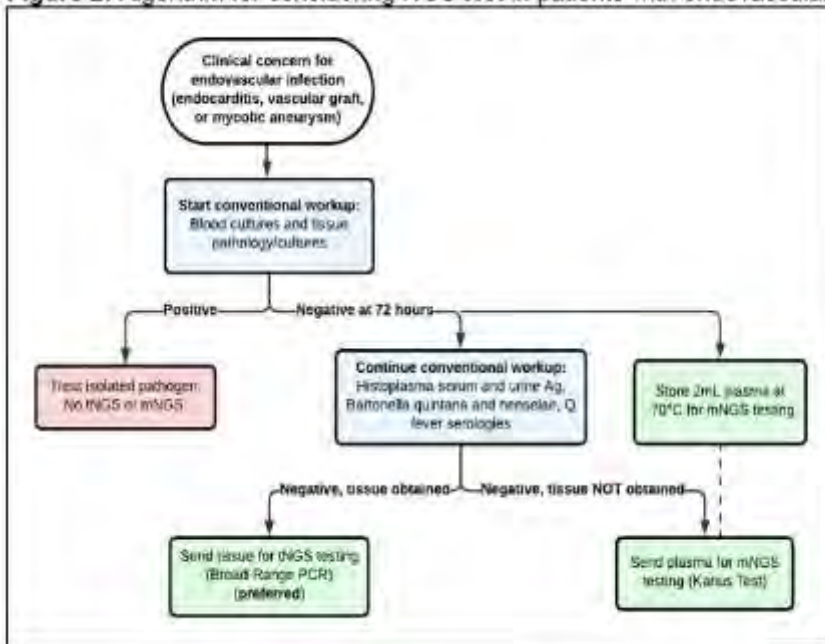 Clinical concern for
endovascular infection
(endocarditis, vascular graft,
or mycotic aneurysm)
Start conventional workup:
Blood cultures and tissue
pathology/cultures
Positive
Negative at 72 hours
Treat isolated pathogen
No tNGS or mNGS
Continue conventional workup:
Histoplasma serum and urine Ag,
Bartonella quintana and henselae, Q
fever serologies
Store 2mL plasma at
70°C for mNGS testing
Negative, tissue obtained
Negative, tissue NOT obtained
Send tissue for tNGS testing
(Broad Range PCR)
(preferred)
Send plasma for mNGS
testing (Karius Test)